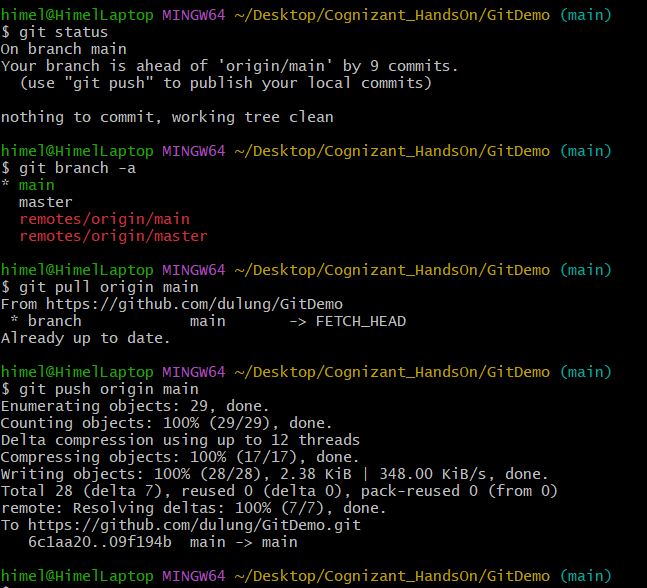 himel@HimelLaptop MINGW64 ~/Desktop/Cognizant_HandsOn/GitDemo (main)
$ git status
On branch main
Your branch is ahead of 'origin/main' by 9 commits.
  (use "git push" to publish your local commits)

nothing to commit, working tree clean

himel@HimelLaptop MINGW64 ~/Desktop/Cognizant_HandsOn/GitDemo (main)
$ git branch -a
* main
  master
  remotes/origin/main
  remotes/origin/master

himel@HimelLaptop MINGW64 ~/Desktop/Cognizant_HandsOn/GitDemo (main)
$ git pull origin main
From https://github.com/dulung/GitDemo
 * branch            main       -> FETCH_HEAD
Already up to date.

himel@HimelLaptop MINGW64 ~/Desktop/Cognizant_HandsOn/GitDemo (main)
$ git push origin main
Enumerating objects: 29, done.
Counting objects: 100% (29/29), done.
Delta compression using up to 12 threads
Compressing objects: 100% (17/17), done.
Writing objects: 100% (28/28), 2.38 KiB | 348.00 KiB/s, done.
Total 28 (delta 7), reused 0 (delta 0), pack-reused 0 (from 0)
remote: Resolving deltas: 100% (7/7), done.
To https://github.com/dulung/GitDemo.git
   6c1aa20..09f194b  main -> main

himel@HimelLaptop MINGW64 ~/Desktop/Cognizant_HandsOn/GitDemo (main)